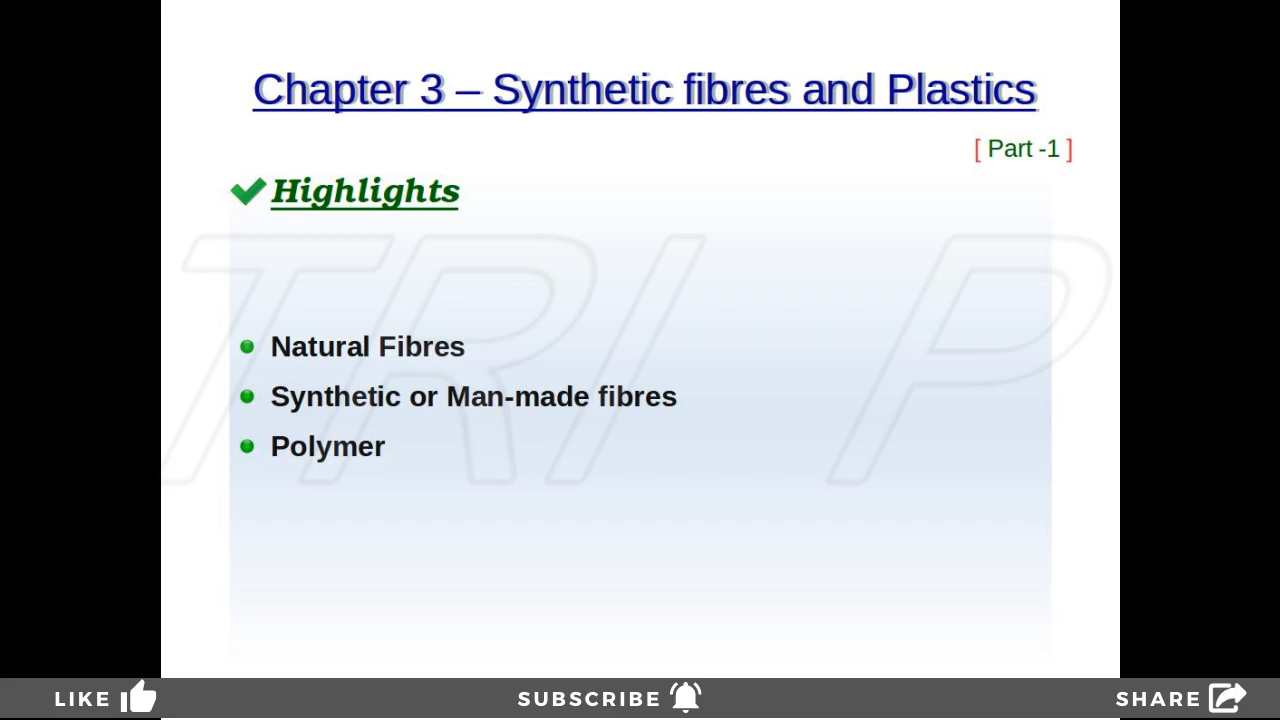 Chapter 3 – Synthetic fibres and Plastics
[ Part -1 ]
Highlights
TRI P
Natural Fibres
Synthetic or Man-made fibres
Polymer
LIKE
SUBSCRIBE
SHARE